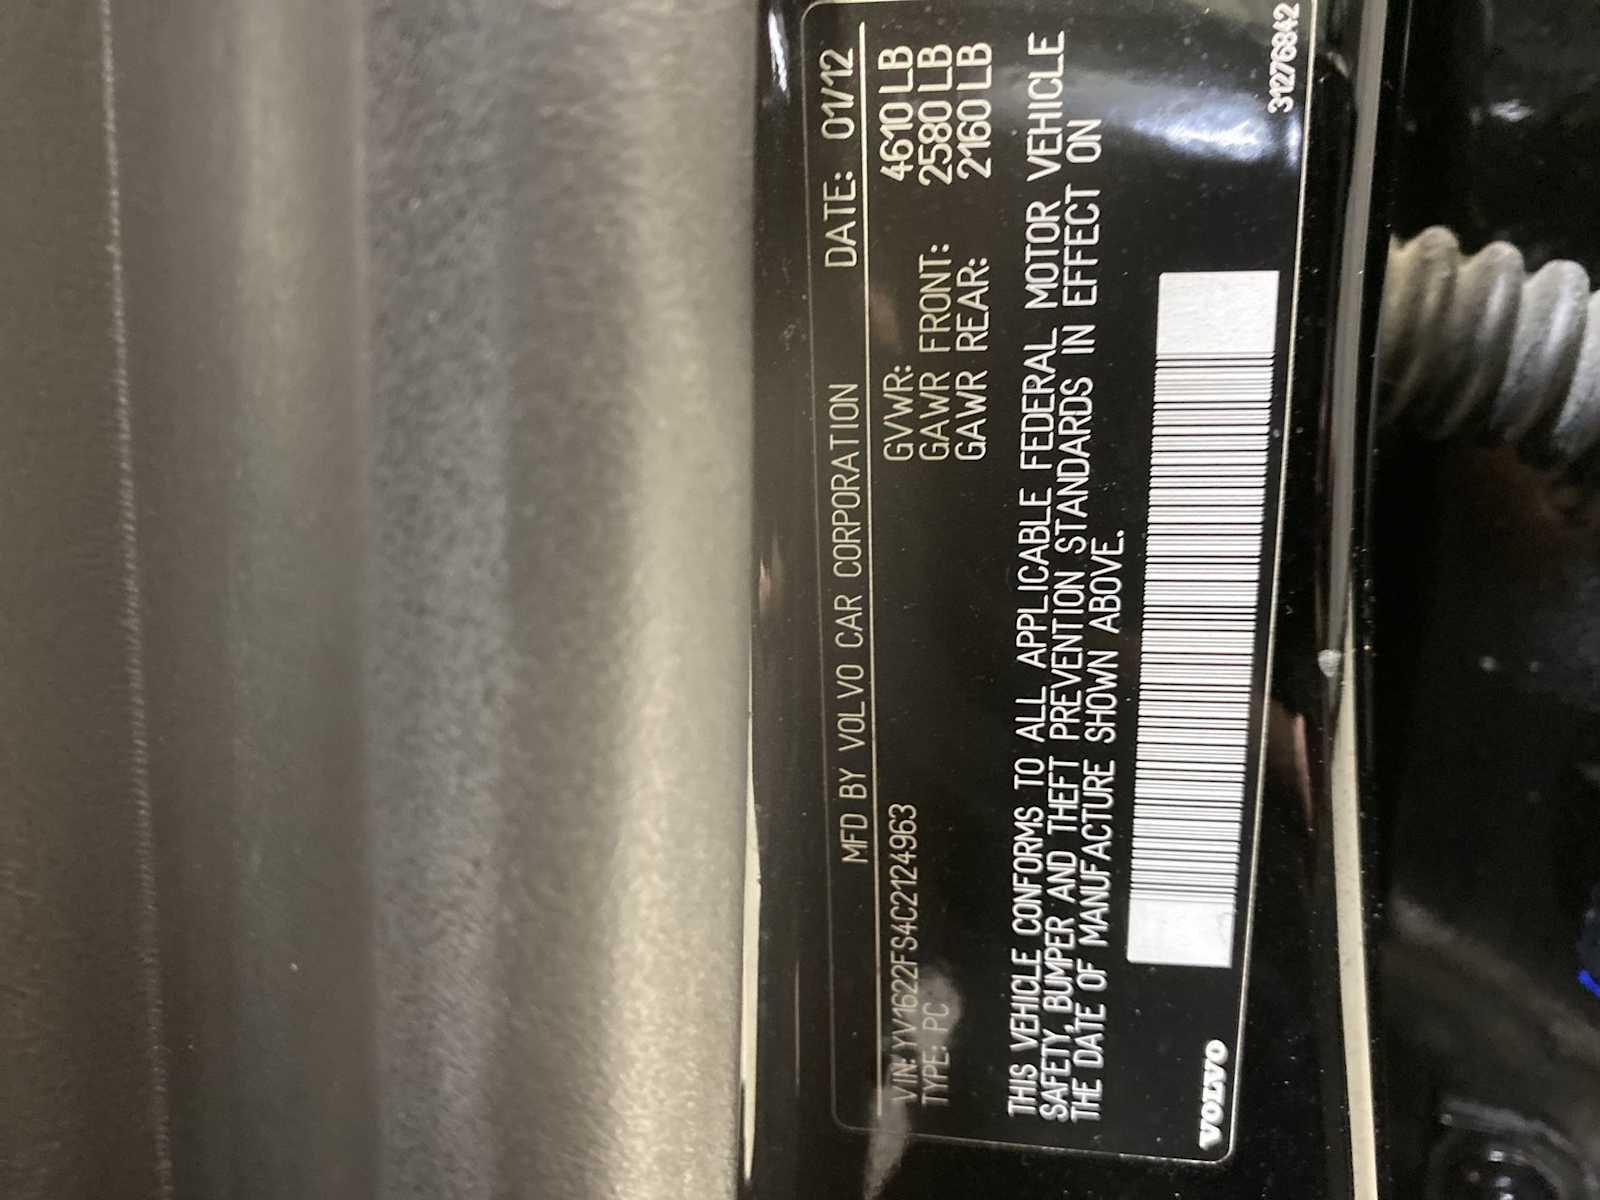 MFD BY VOLVO CAR CORPORATION DATE: 01/12
VIN: YV1622FS4C2124963 GVWR: 4610 LB
TYPE: PC GAWR FRONT: 2580 LB
GAWR REAR: 2160 LB
THIS VEHICLE CONFORMS TO ALL APPLICABLE FEDERAL MOTOR VEHICLE
SAFETY, BUMPER AND THEFT PREVENTION STANDARDS IN EFFECT ON
THE DATE OF MANUFACTURE SHOWN ABOVE.
VOLVO 31276842